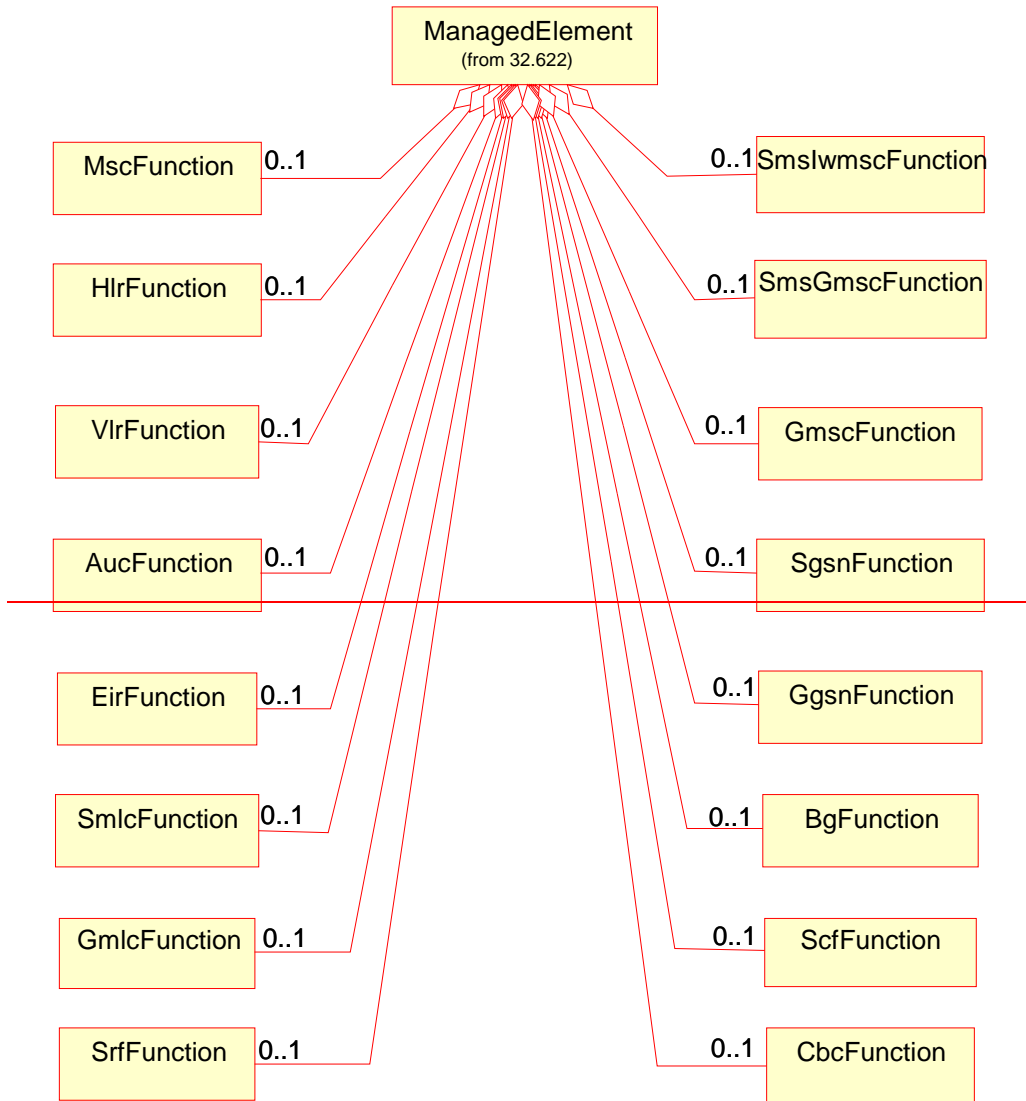 ManagedElement
(from 32.622)
MscFunction 0..1
0..1 SmsIwmscFunction
HlrFunction 0..1
0..1 SmsGmscFunction
VlrFunction 0..1
0..1 GmscFunction
AucFunction 0..1
0..1 SgsnFunction
EirFunction 0..1
0..1 GgsnFunction
SmlcFunction 0..1
0..1 BgFunction
GmlcFunction 0..1
0..1 ScfFunction
SrfFunction 0..1
0..1 CbcFunction